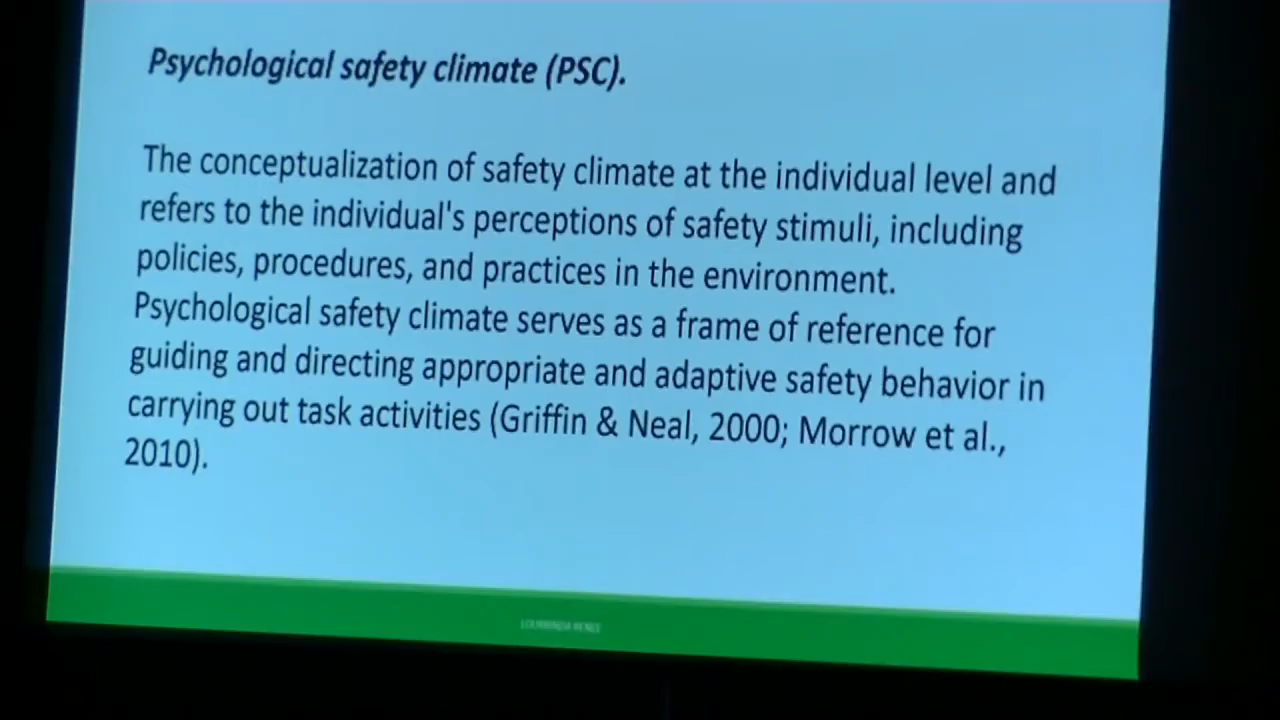 Psychological safety climate (PSC).
The conceptualization of safety climate at the individual level and
refers to the individual's perceptions of safety stimuli, including
policies, procedures, and practices in the environment.
Psychological safety climate serves as a frame of reference for
guiding and directing appropriate and adaptive safety behavior in
carrying out task activities (Griffin & Neal, 2000; Morrow et al.,
2010).